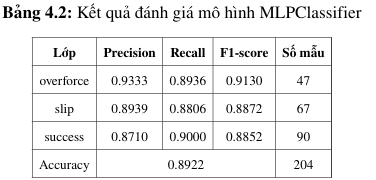 Bảng 4.2: Kết quả đánh giá mô hình MLPClassifier
Lớp Precision Recall F1-score Số mẫu
overforce 0.9333 0.8936 0.9130 47
slip 0.8939 0.8806 0.8872 67
success 0.8710 0.9000 0.8852 90
Accuracy 0.8922 204